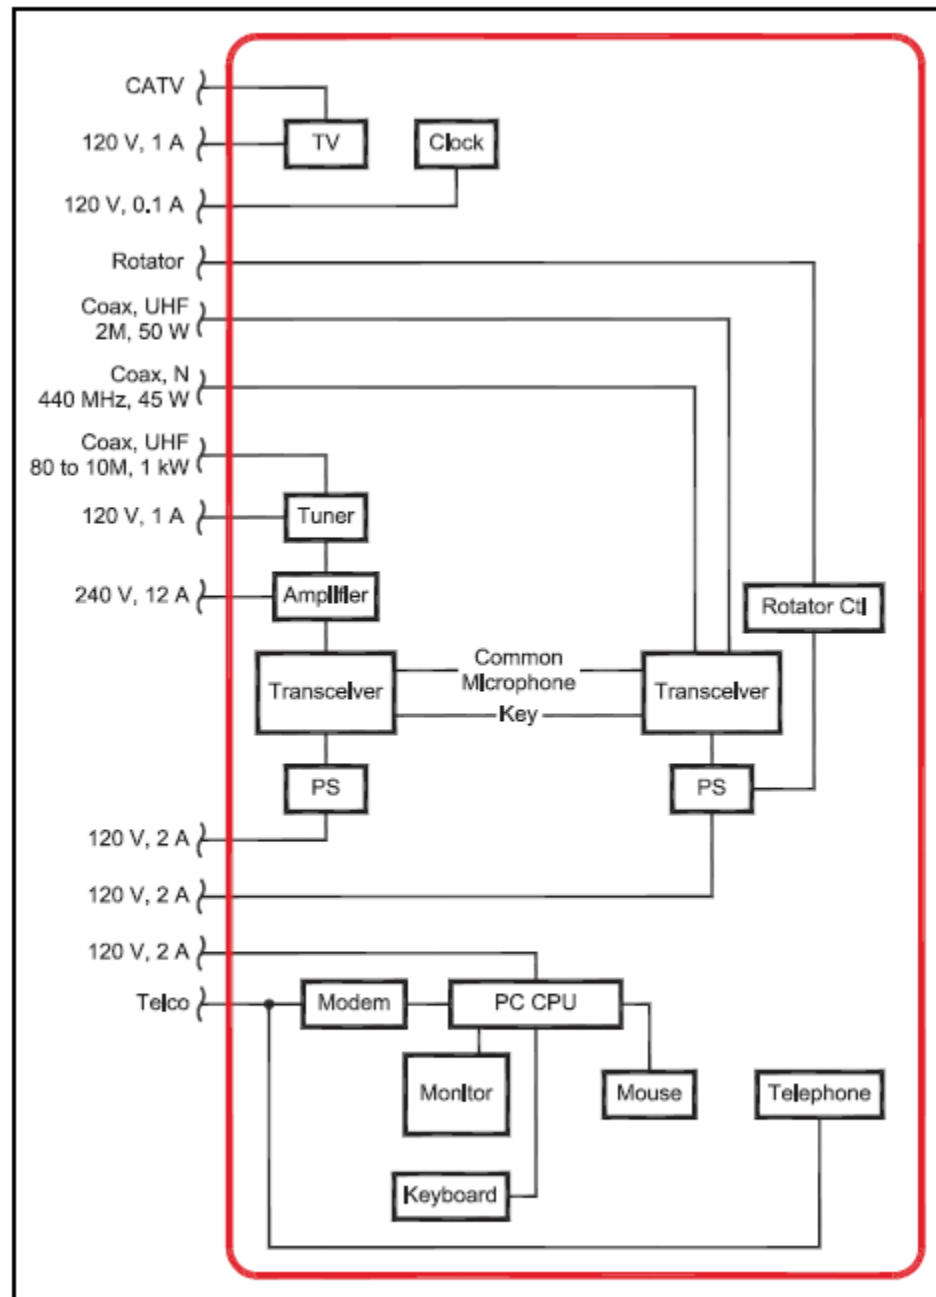 CATV
120 V, 1 A
TV
Clock
120 V, 0.1 A
Rotator
Coax, UHF
2M, 50 W
Coax, N
440 MHz, 45 W
Coax, UHF
80 to 10M, 1 kW
120 V, 1 A
Tuner
240 V, 12 A
Amplifier
Rotator Ctl
Transceiver
Common
Microphone
Key
Transceiver
PS
PS
120 V, 2 A
120 V, 2 A
120 V, 2 A
Telco
Modem
PC CPU
Monitor
Mouse
Telephone
Keyboard